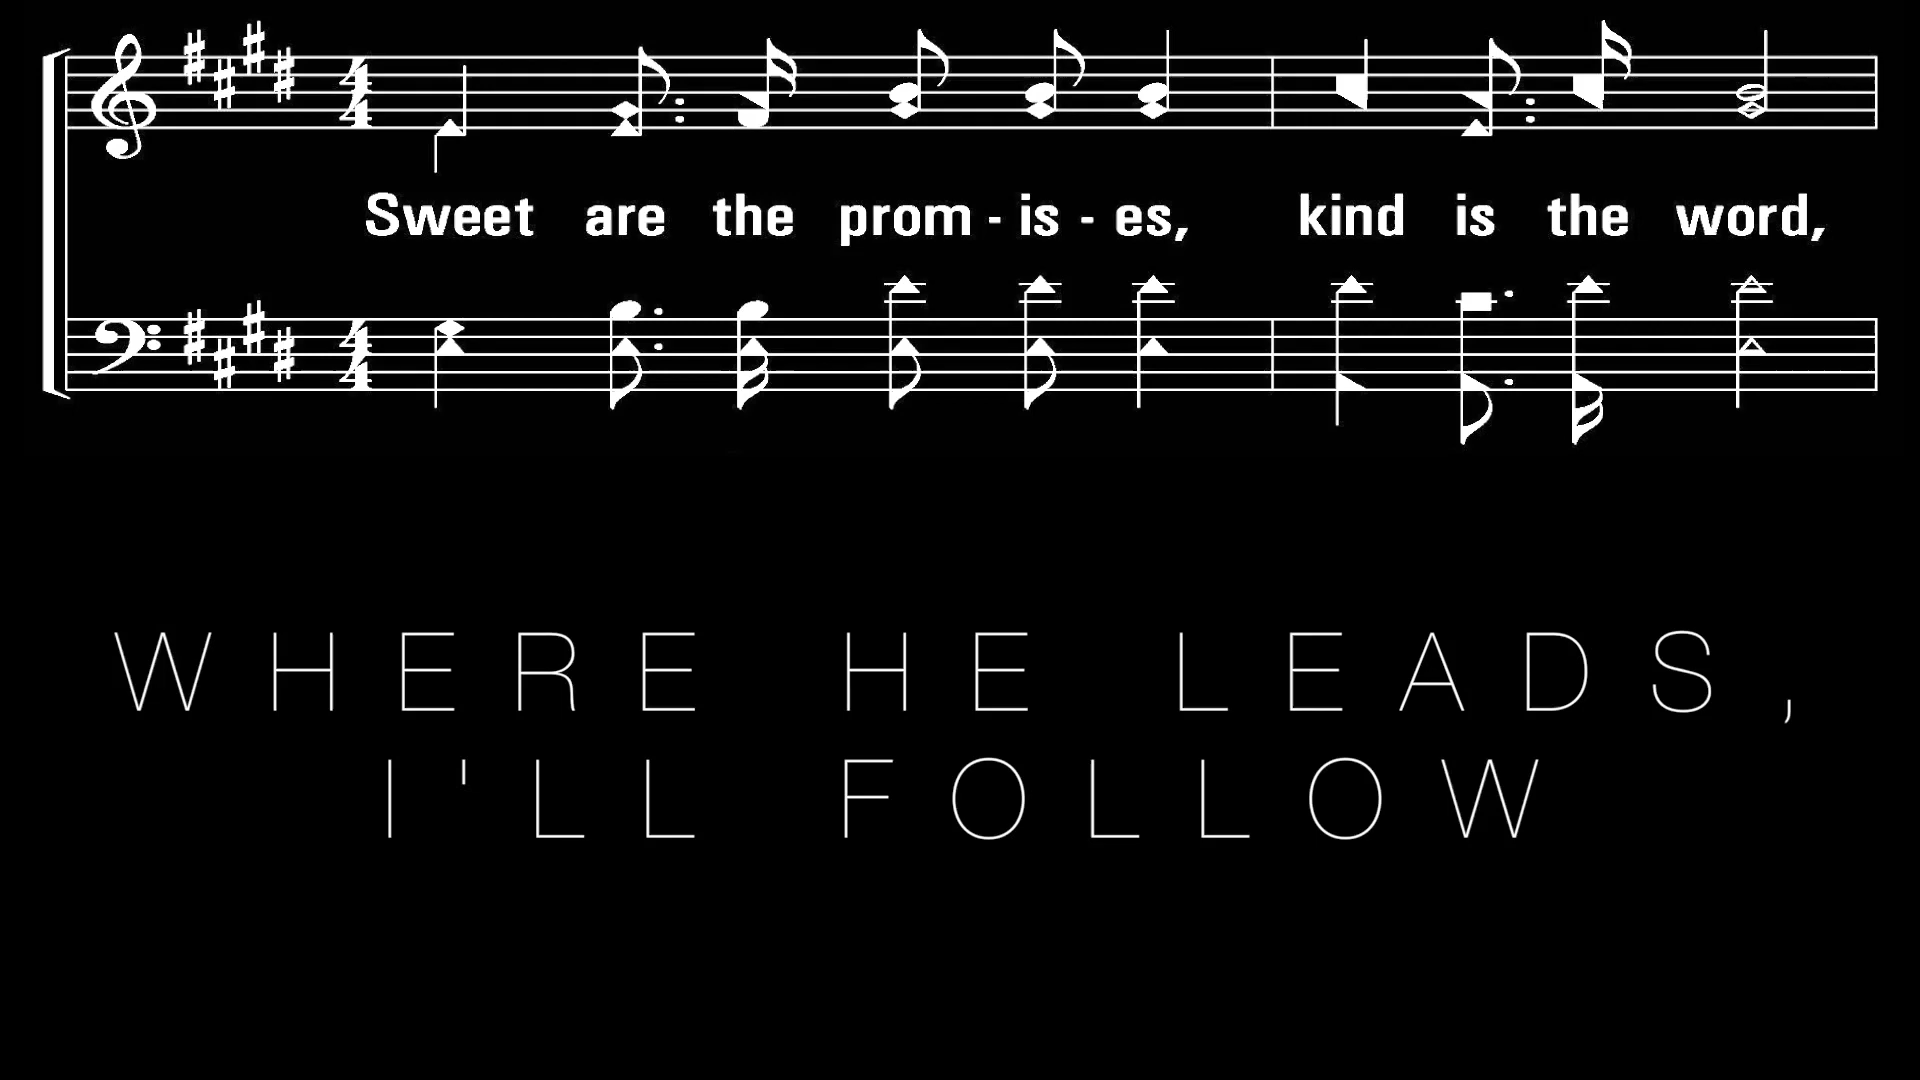 Sweet are the prom - is - es, kind is the word,
WHERE HE LEADS,
I'LL FOLLOW